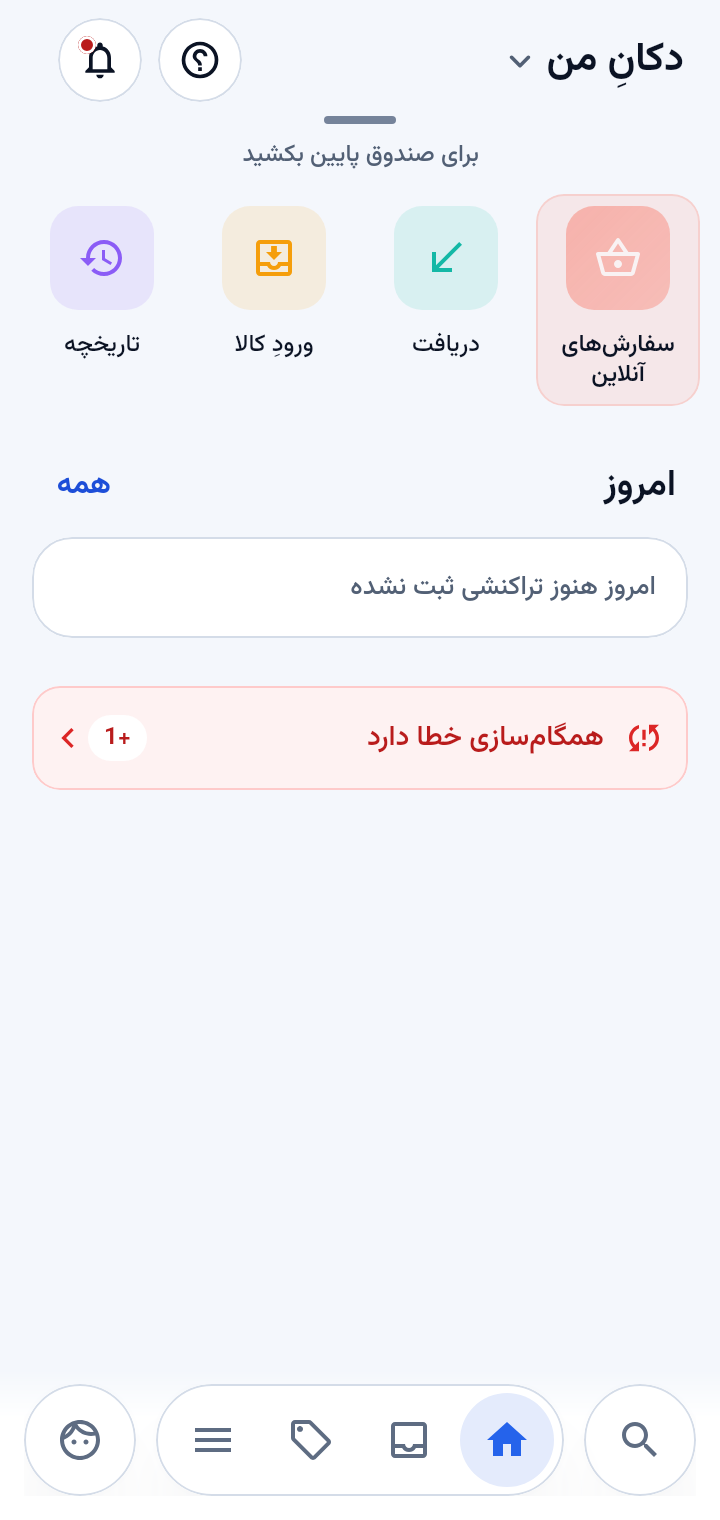 دکانِ من
برای صندوق پایین بکشید
سفارش‌های
آنلاین
دریافت
ورودِ کالا
تاریخچه
امروز
همه
امروز هنوز تراکنشی ثبت نشده
همگام‌سازی خطا دارد
1+